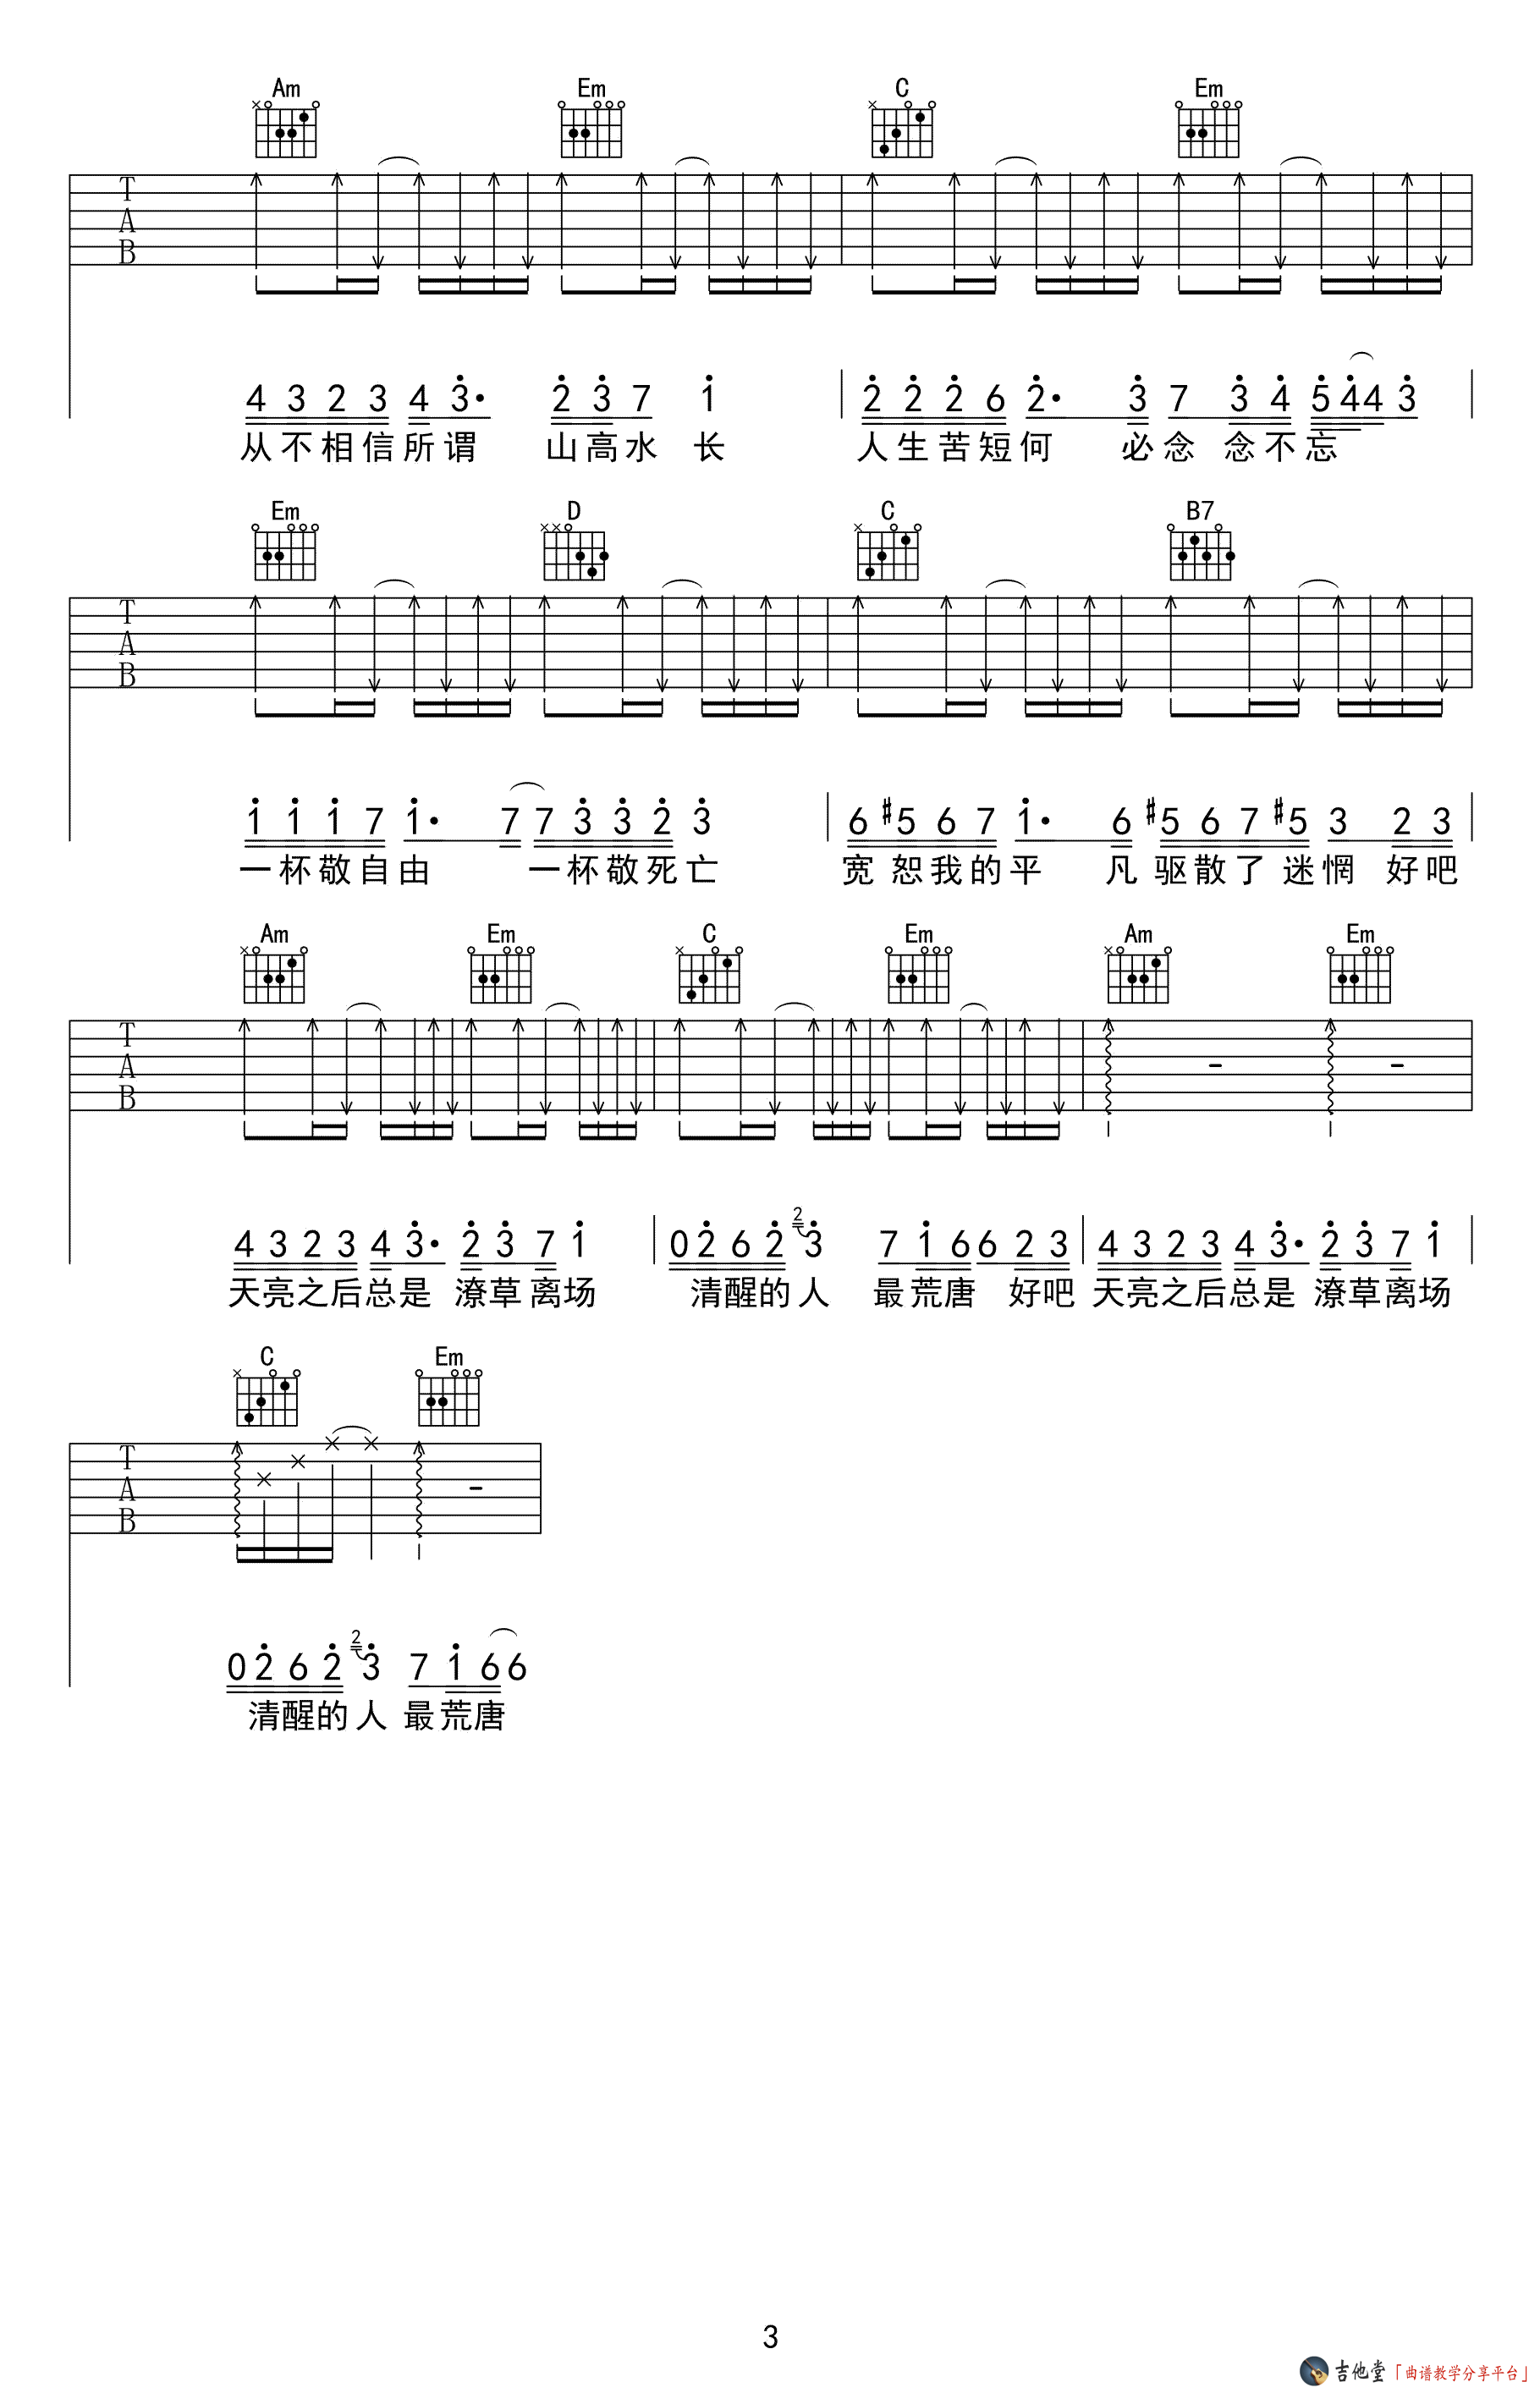 Am Em C Em
T
A
B
4 3 2 3 4 3· 2 3 7 1 2 2 2 6 2· 3 7 3 4 5 4 4 3
从不相信所谓 山高水 长 人生苦短何 必念 念不忘
Em D C B7
T
A
B
1 1 1 7 1· 7 7 3 3 2 3 6 #5 6 7 1· 6 #5 6 7 #5 3 2 3
一杯敬自由 一杯敬死亡 宽 恕我的平 凡 驱散了 迷惘 好吧
Am Em C Em Am Em
T
A
B
4 3 2 3 4 3· 2 3 7 1 0 2 6 2 2 3 7 1 6 6 2 3 4 3 2 3 4 3· 2 3 7 1
天亮之后总是 潦草离场 清醒的人 最荒唐 好吧 天亮之后总是 潦草离场
C Em
T
A
B
0 2 6 2 2 3 7 1 6 6
清醒的人 最荒唐
3
吉他堂「曲谱教学分享平台」